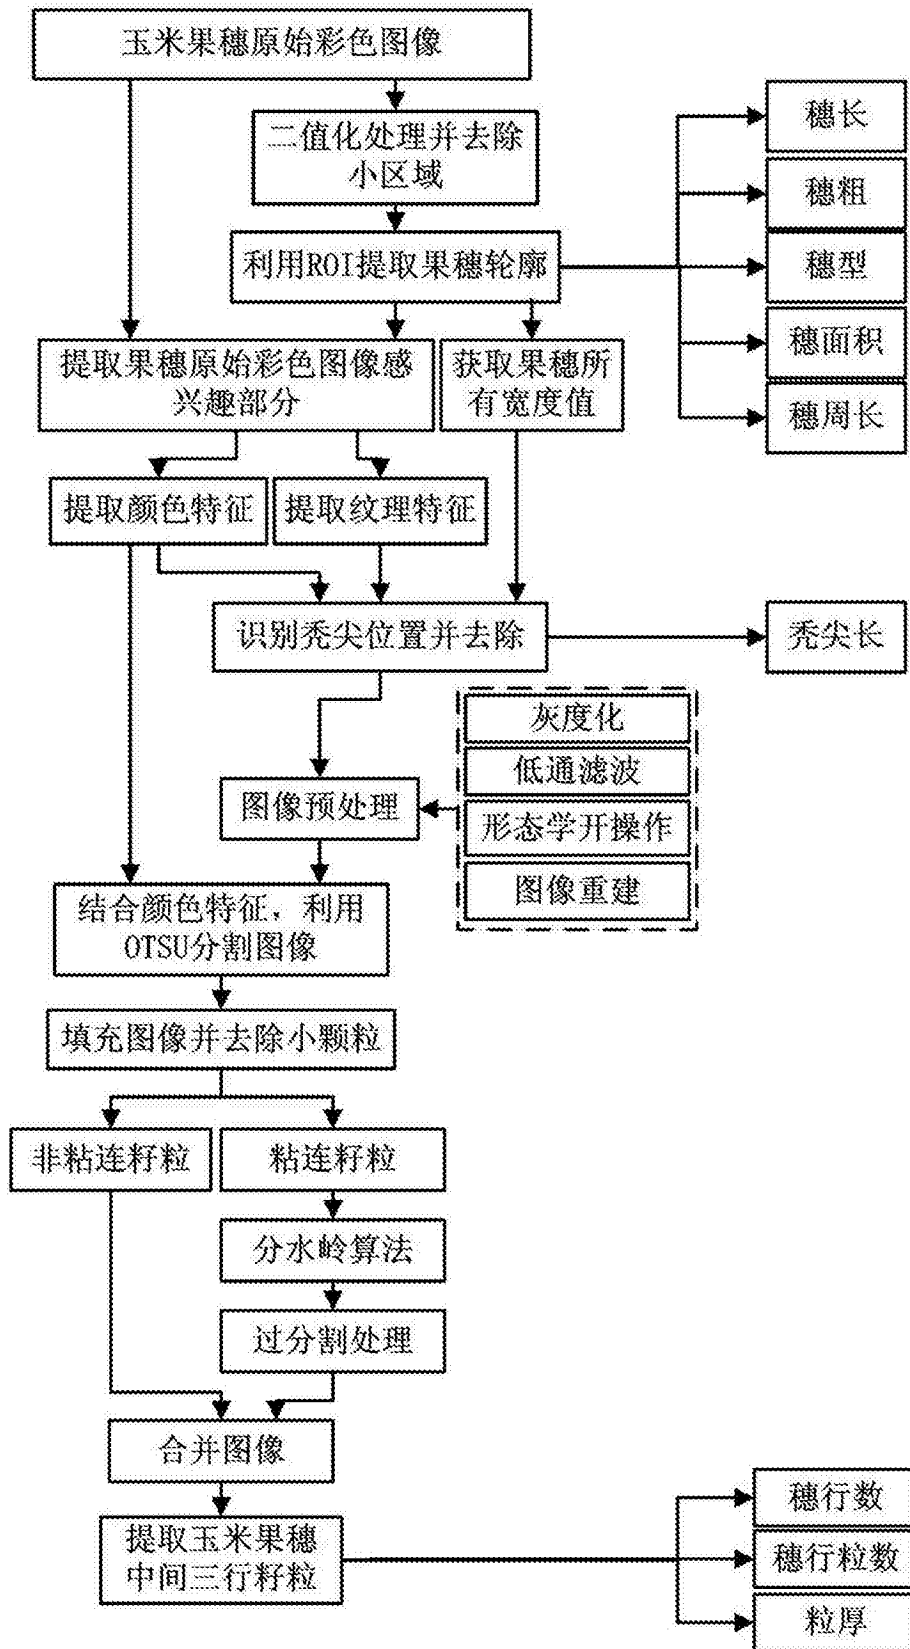 玉米果穗原始彩色图像
二值化处理并去除
小区域
穗长
穗粗
利用ROI提取果穗轮廓
穗型
提取果穗原始彩色图像感
兴趣部分
获取果穗所
有宽度值
穗面积
穗周长
提取颜色特征
提取纹理特征
识别秃尖位置并去除
秃尖长
灰度化
低通滤波
图像预处理
形态学开操作
图像重建
结合颜色特征，利用
OTSU分割图像
填充图像并去除小颗粒
非粘连籽粒
粘连籽粒
分水岭算法
过分割处理
合并图像
提取玉米果穗
中间三行籽粒
穗行数
穗行粒数
粒厚